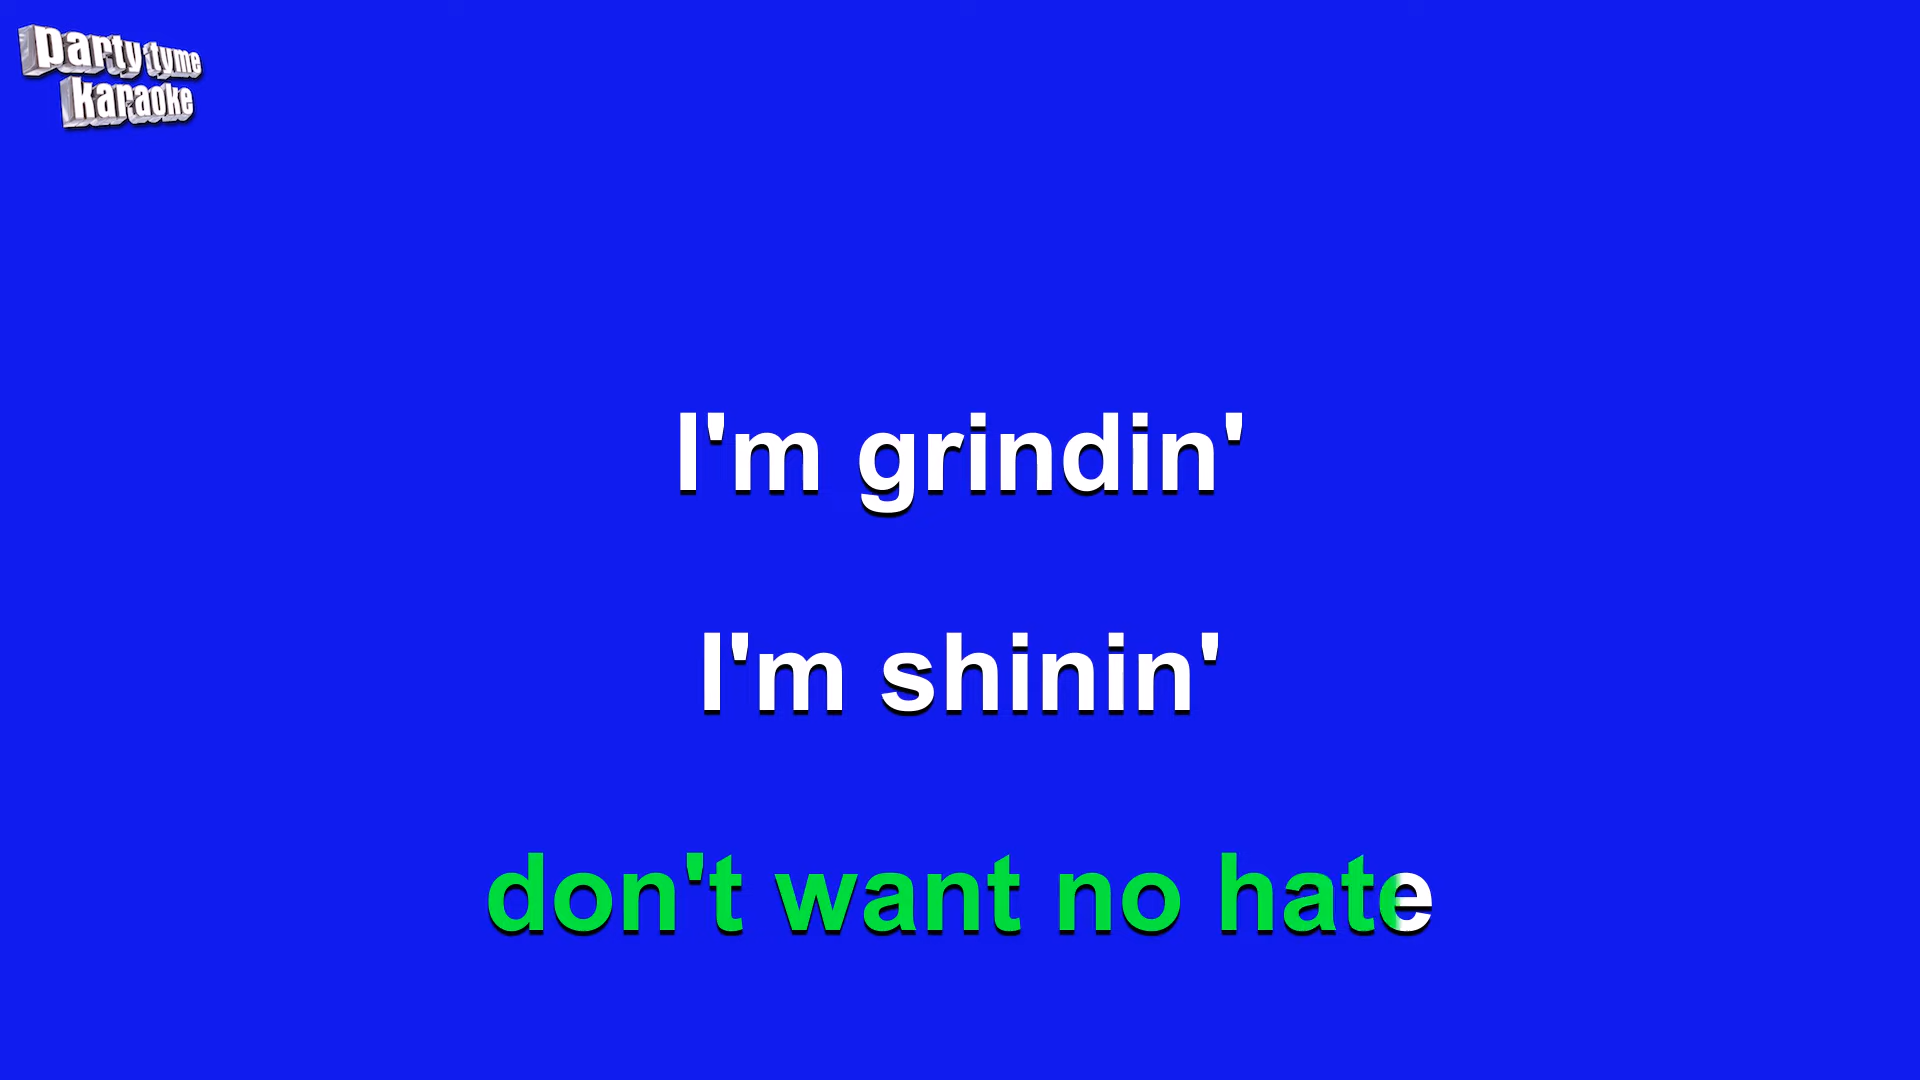 party tyme
karaoke
I'm grindin'
I'm shinin'
don't want no hate